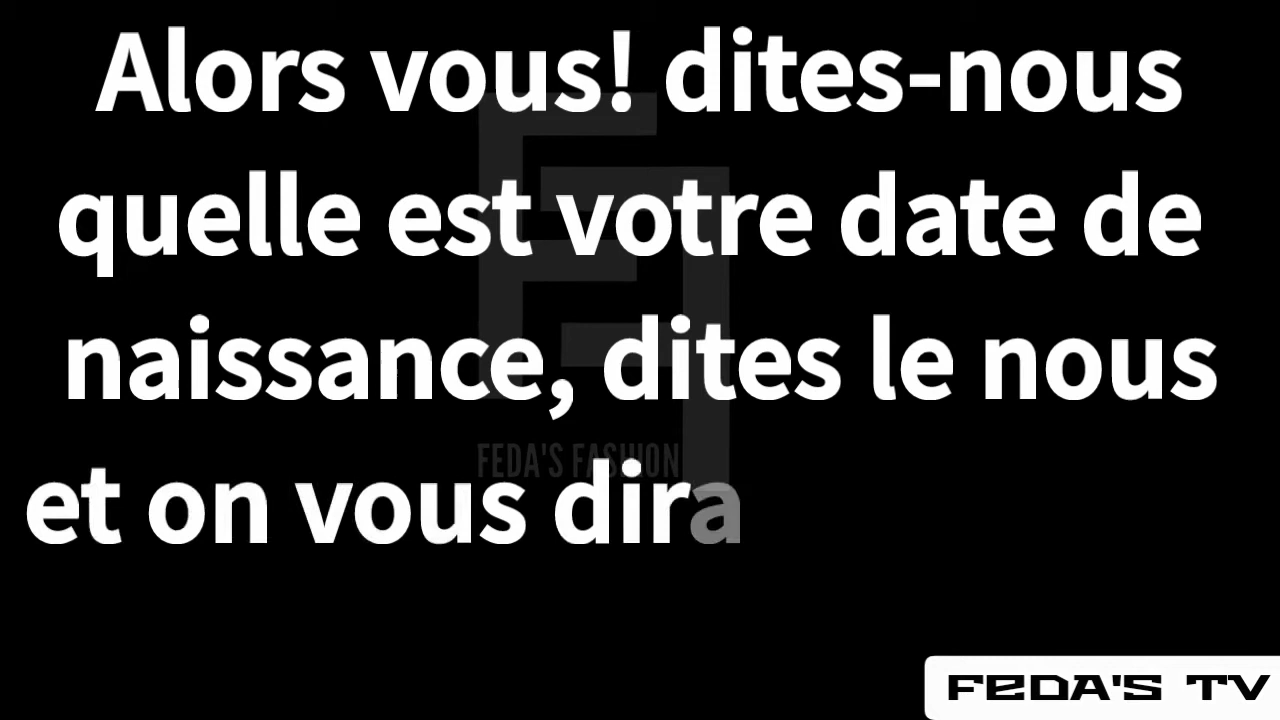 Alors vous! dites-nous
quelle est votre date de
naissance, dites le nous
et on vous dira
FEDA'S FASHION
FEDA'S TV